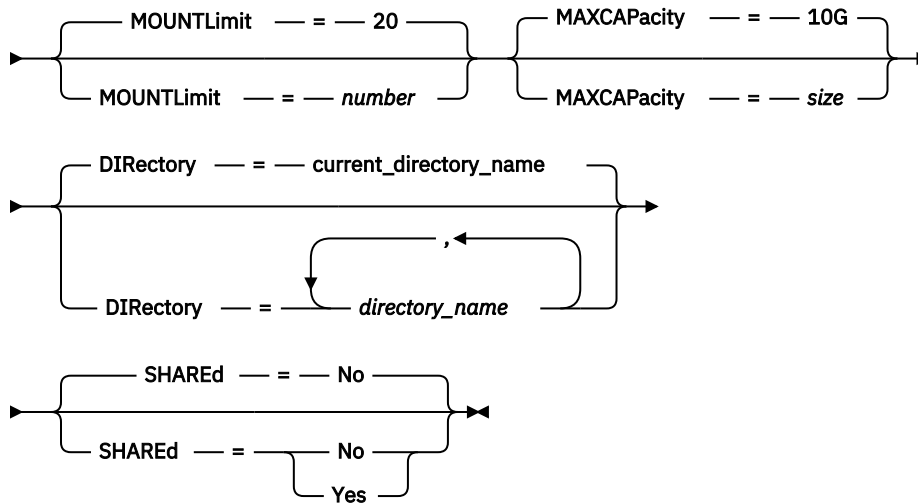 MOUNTLimit = 20 MAXCAPacity = 10G
MOUNTLimit = number MAXCAPacity = size
DIRectory = current_directory_name
,
DIRectory = directory_name
SHAREd = No
SHAREd = No
Yes